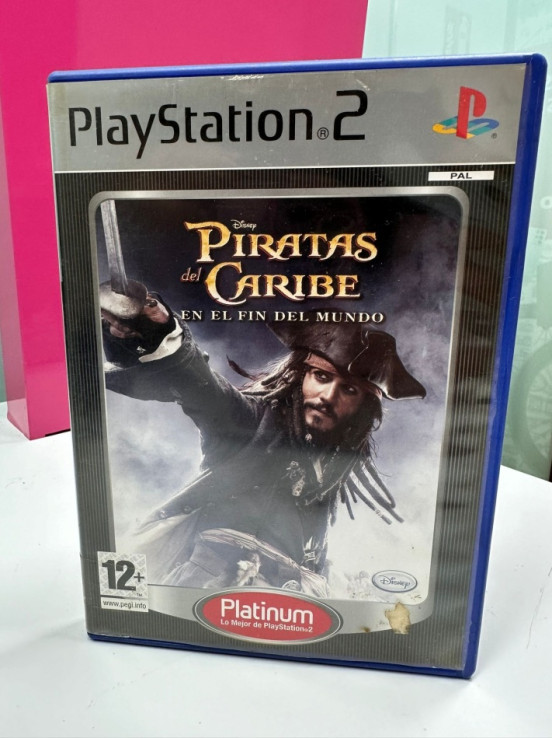 PlayStation®2
PAL
Disney
PIRATAS
del CARIBE
EN EL FIN DEL MUNDO
12+
www.pegi.info
Disney
Platinum
Lo Mejor de PlayStation®2